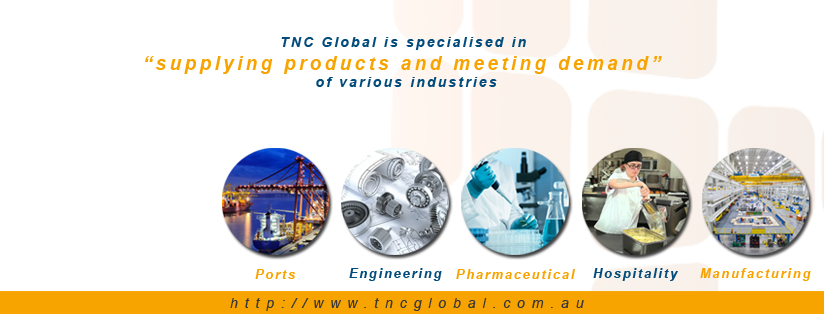 TNC Global is specialised in
“supplying products and meeting demand”
of various industries
Ports Engineering Pharmaceutical Hospitality Manufacturing
http://www.tncglobal.com.au